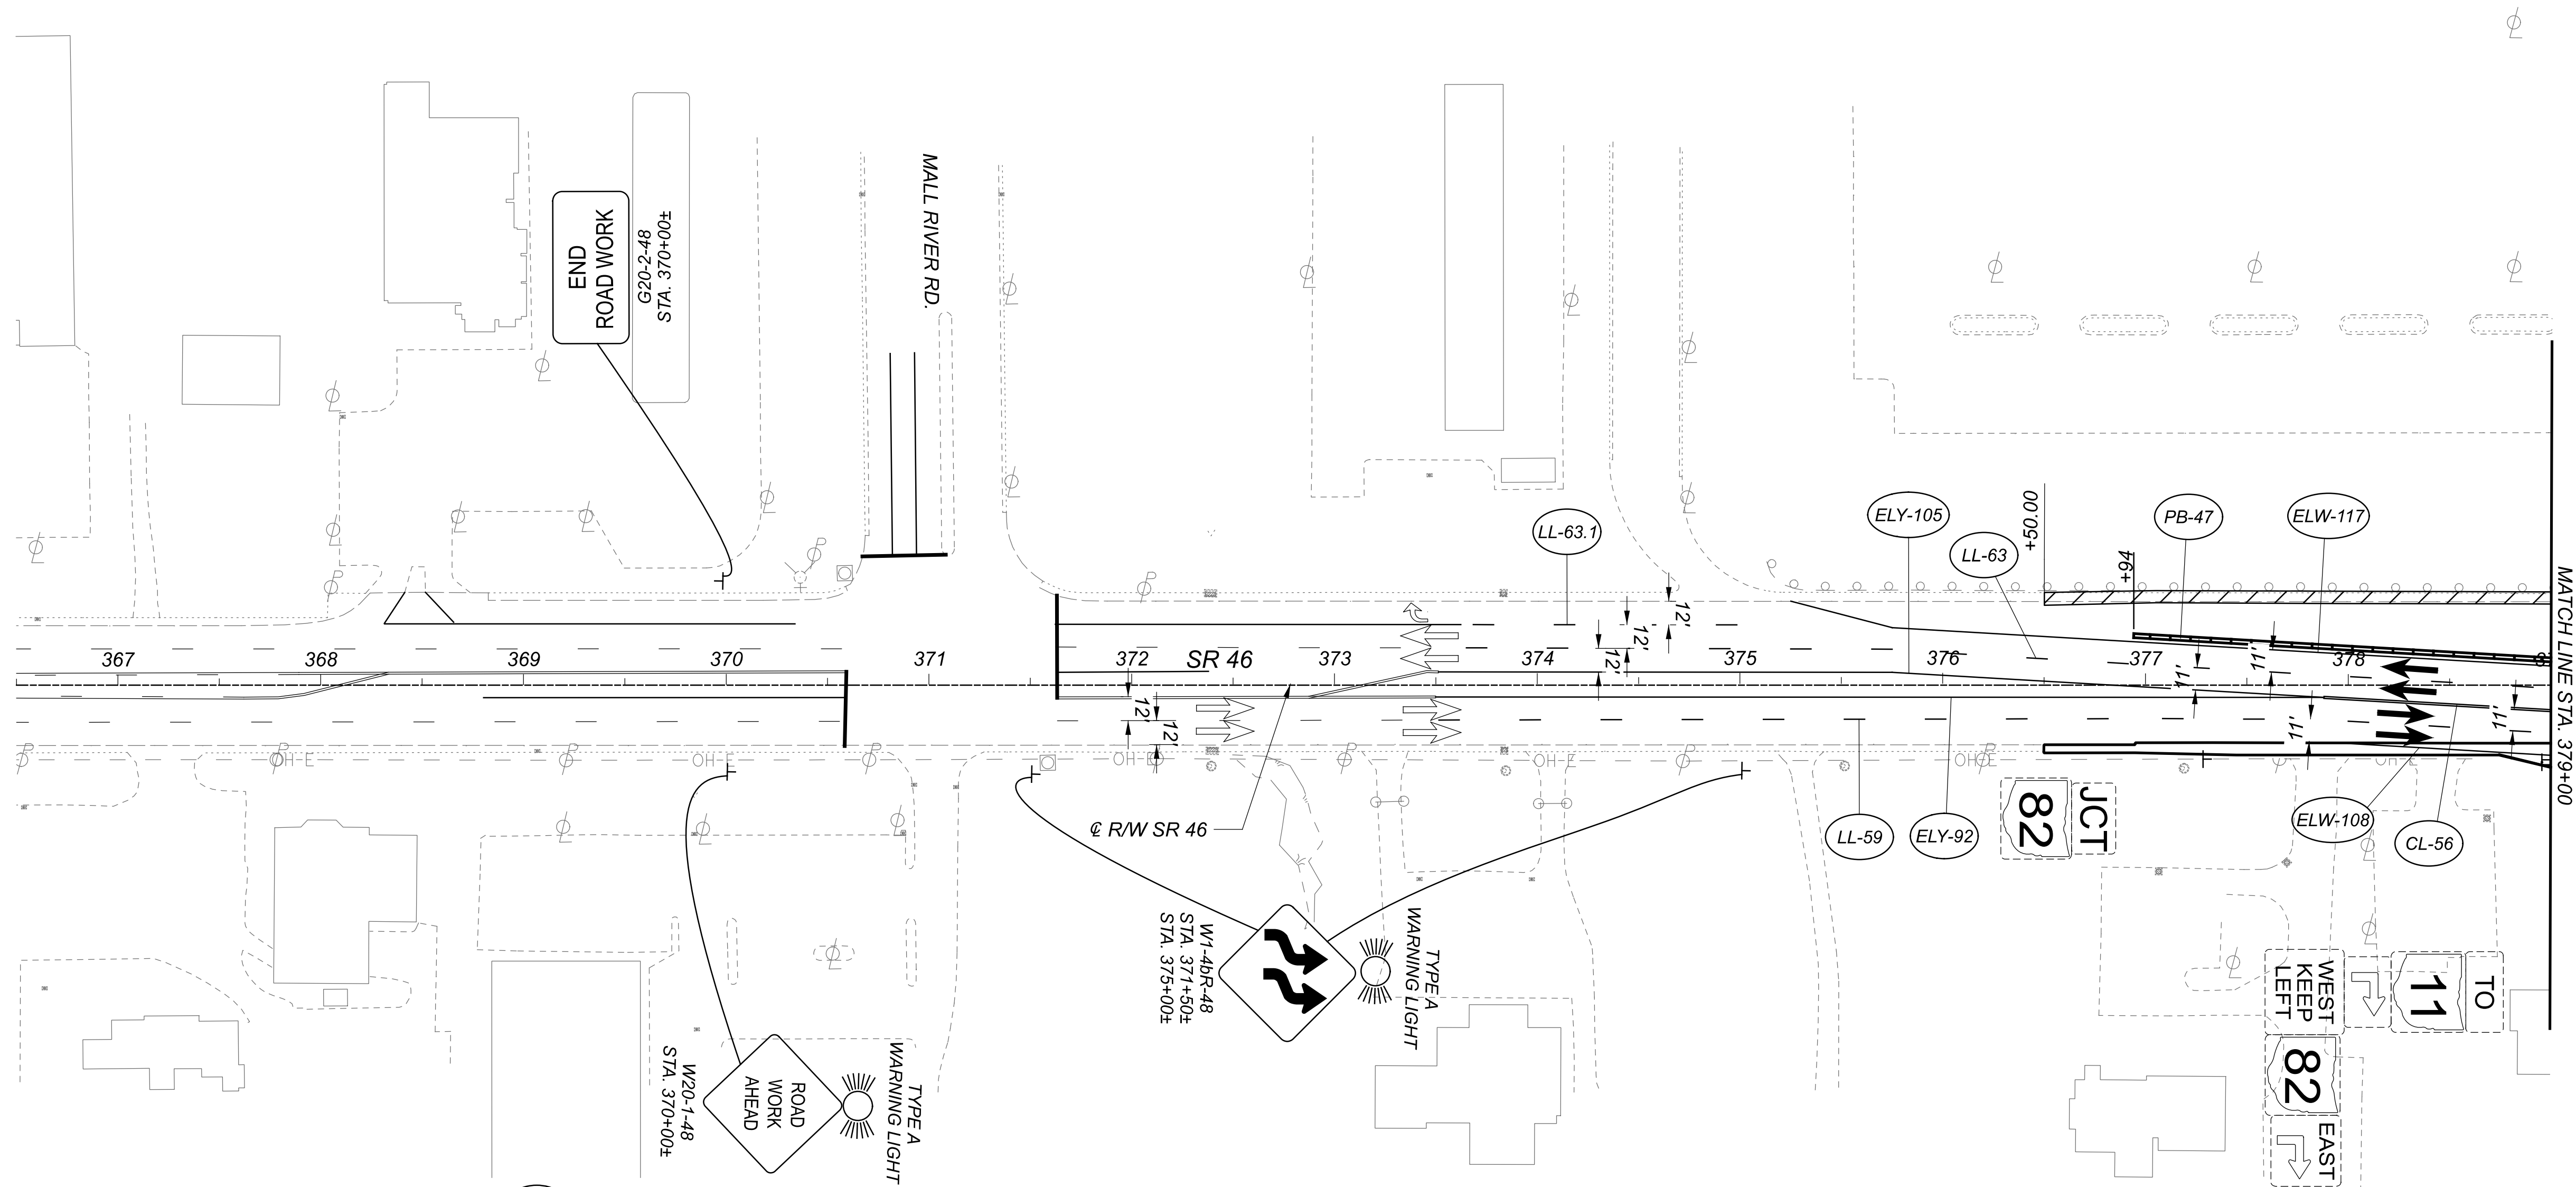 MALL RIVER RD.
END
ROAD WORK
G20-2-48
STA. 370+00±
LL-63.1
ELY-105
LL-63
+50.00
+94
PB-47
ELW-117
MATCH LINE STA. 379+00
12'
12'
12'
367
368
369
370
371
372
SR 46
373
374
375
376
377
378
11'
11'
11'
11'
12'
12'
P
P
P
P
P
P
P
P
P
OH-E
OH-E
OH-E
OH-E
OHE
OHE
℄ R/W SR 46
LL-59
ELY-92
JCT
82
ELW-108
CL-56
TYPE A
WARNING LIGHT
W1-4bR-48
STA. 371+50±
STA. 375+00±
TYPE A
WARNING LIGHT
ROAD
WORK
AHEAD
W20-1-48
STA. 370+00±
TO
11
WEST
KEEP
LEFT
82
EAST